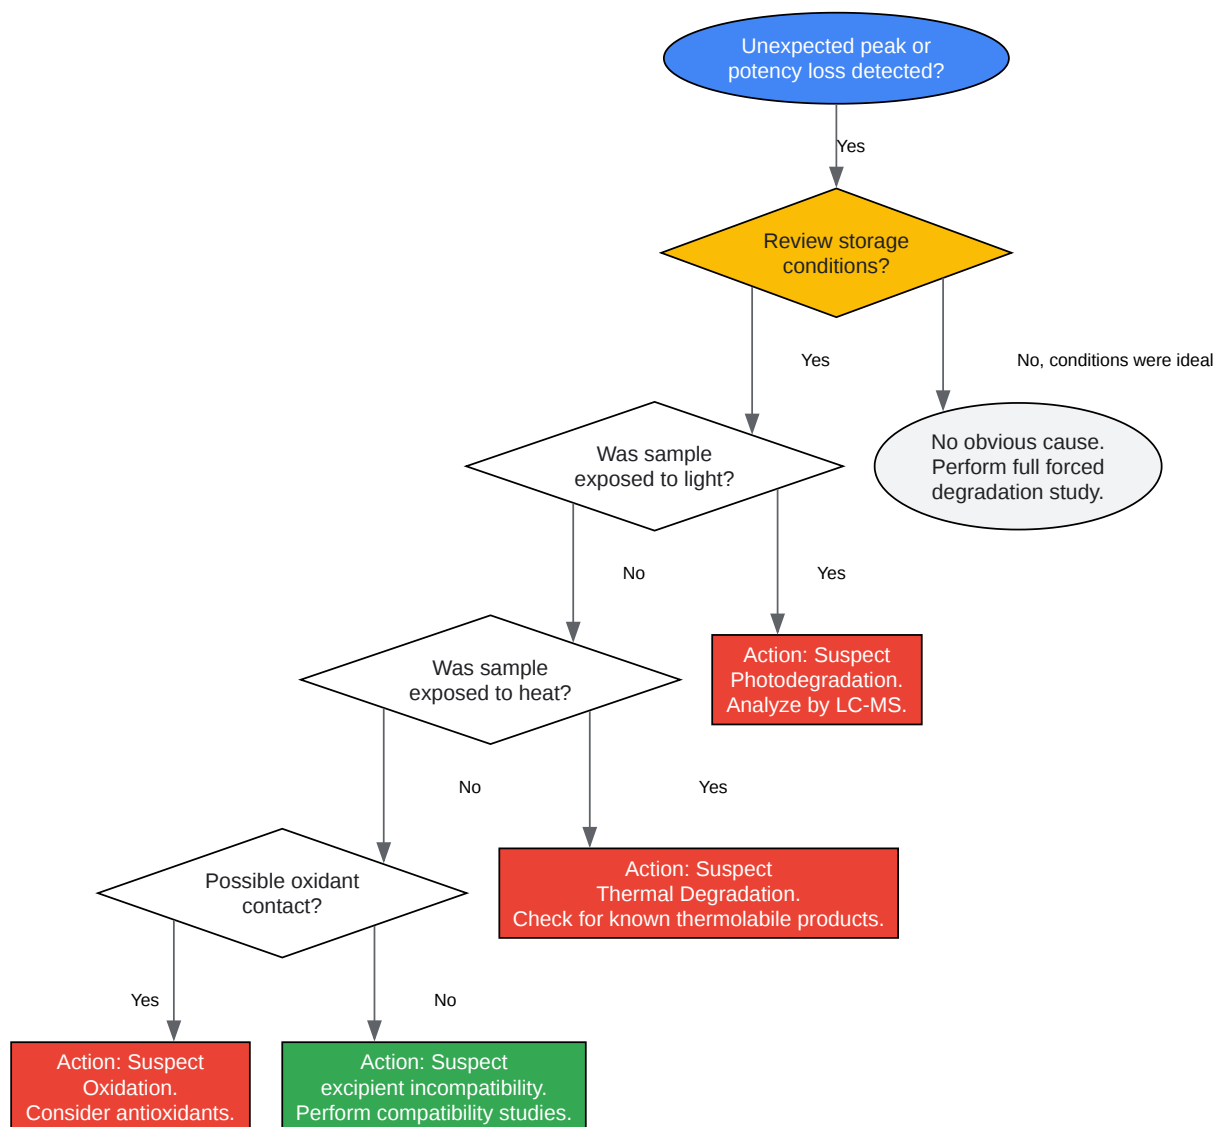 Unexpected peak or
potency loss detected?
Yes
Review storage
conditions?
Yes
No, conditions were ideal
Was sample
exposed to light?
No obvious cause.
Perform full forced
degradation study.
No
Yes
Was sample
exposed to heat?
Action: Suspect
Photodegradation.
Analyze by LC-MS.
No
Yes
Possible oxidant
contact?
Action: Suspect
Thermal Degradation.
Check for known thermolabile products.
Yes
No
Action: Suspect
Oxidation.
Consider antioxidants.
Action: Suspect
excipient incompatibility.
Perform compatibility studies.